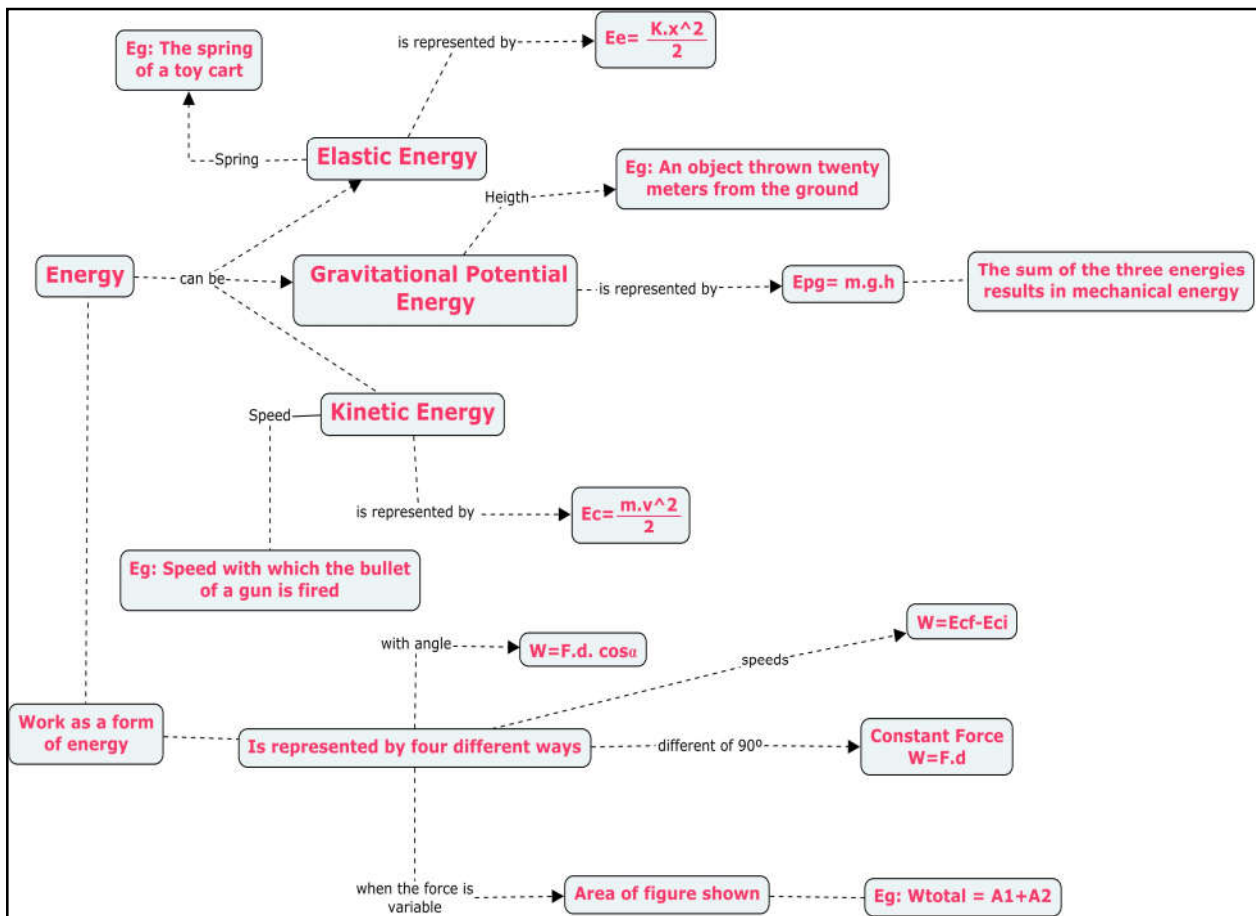 Eg: The spring
of a toy cart
is represented by
Ee= K.x^2
2
Spring
Elastic Energy
Eg: An object thrown twenty
meters from the ground
Heigth
Energy
can be
Gravitational Potential
Energy
is represented by
Epg= m.g.h
The sum of the three energies
results in mechanical energy
Speed
Kinetic Energy
is represented by
Ec= m.v^2
2
Eg: Speed with which the bullet
of a gun is fired
with angle
W=F.d. cosα
speeds
W=Ecf-Eci
Work as a form
of energy
Is represented by four different ways
different of 90º
Constant Force
W=F.d
when the force is
variable
Area of figure shown
Eg: Wtotal = A1+A2